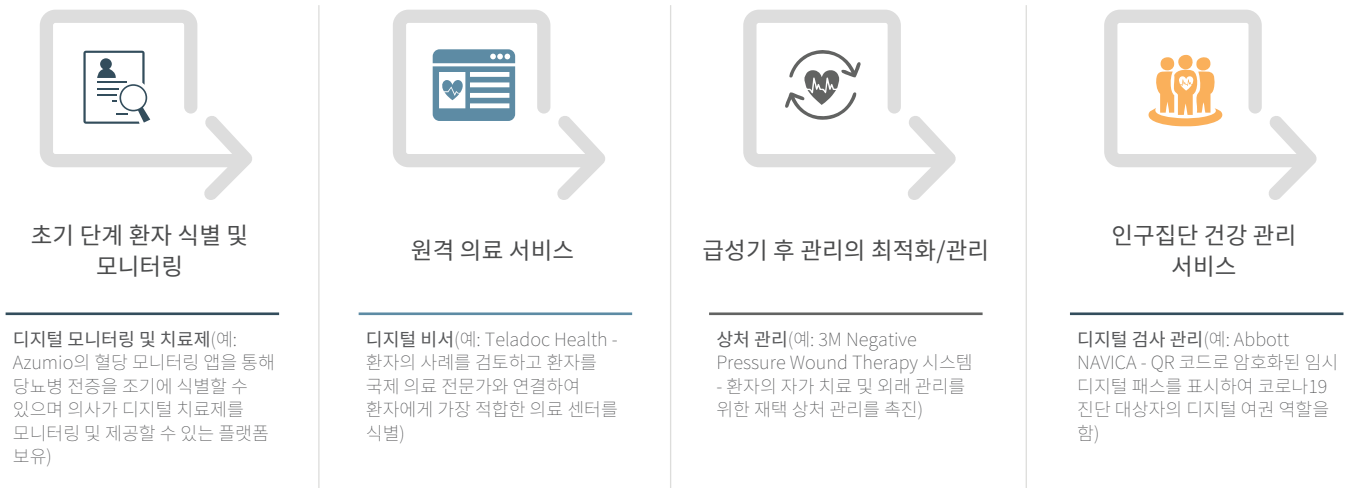 초기 단계 환자 식별 및
모니터링
디지털 모니터링 및 치료제(예:
Azumio의 혈당 모니터링 앱을 통해
당뇨병 전증을 조기에 식별할 수
있으며 의사가 디지털 치료제를
모니터링 및 제공할 수 있는 플랫폼
보유)
원격 의료 서비스
디지털 비서(예: Teladoc Health -
환자의 사례를 검토하고 환자를
국제 의료 전문가와 연결하여
환자에게 가장 적합한 의료 센터를
식별)
급성기 후 관리의 최적화/관리
상처 관리(예: 3M Negative
Pressure Wound Therapy 시스템
- 환자의 자가 치료 및 외래 관리를
위한 재택 상처 관리를 촉진)
인구집단 건강 관리
서비스
디지털 검사 관리(예: Abbott
NAVICA - QR 코드로 암호화된 임시
디지털 패스를 표시하여 코로나19
진단 대상자의 디지털 여권 역할을
함)